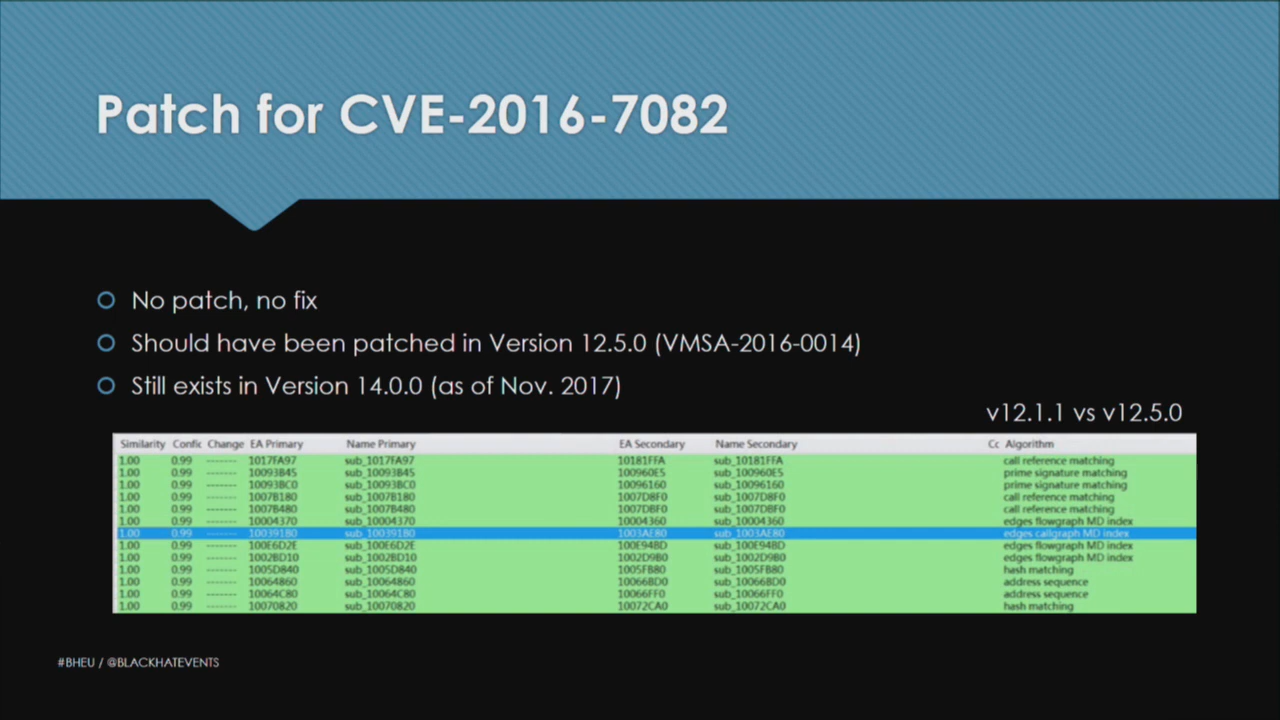 Patch for CVE-2016-7082
No patch, no fix
Should have been patched in Version 12.5.0 (VMSA-2016-0014)
Still exists in Version 14.0.0 (as of Nov. 2017)
v12.1.1 vs v12.5.0
Similarity Confic Change EA Primary Name Primary EA Secondary Name Secondary Cc Algorithm
1.00 0.99 ------- 1017FA97 sub_1017FA97 10181FFA sub_10181FFA call reference matching
1.00 0.99 ------- 10093B45 sub_10093B45 100960E5 sub_100960E5 prime signature matching
1.00 0.99 ------- 10093BC0 sub_10093BC0 10096160 sub_10096160 prime signature matching
1.00 0.99 ------- 1007B180 sub_1007B180 1007D8F0 sub_1007D8F0 call reference matching
1.00 0.99 ------- 1007B480 sub_1007B480 1007D8F0 sub_1007D8F0 call reference matching
1.00 0.99 ------- 10004370 sub_10004370 10004360 sub_10004360 edges flowgraph MD index
1.00 0.99 ------- 100391B0 sub_100391B0 1003AE80 sub_1003AE80 edges callgraph MD index
1.00 0.99 ------- 100E6D2E sub_100E6D2E 100E94BD sub_100E94BD edges flowgraph MD index
1.00 0.99 ------- 1002BD10 sub_1002BD10 1002D9B0 sub_1002D9B0 edges flowgraph MD index
1.00 0.99 ------- 1005D840 sub_1005D840 1005FB80 sub_1005FB80 hash matching
1.00 0.99 ------- 10064860 sub_10064860 10066BD0 sub_10066BD0 address sequence
1.00 0.99 ------- 10064C80 sub_10064C80 10066FF0 sub_10066FF0 address sequence
1.00 0.99 ------- 10070820 sub_10070820 10072CA0 sub_10072CA0 hash matching
#BHEU / @BLACKHATEVENTS